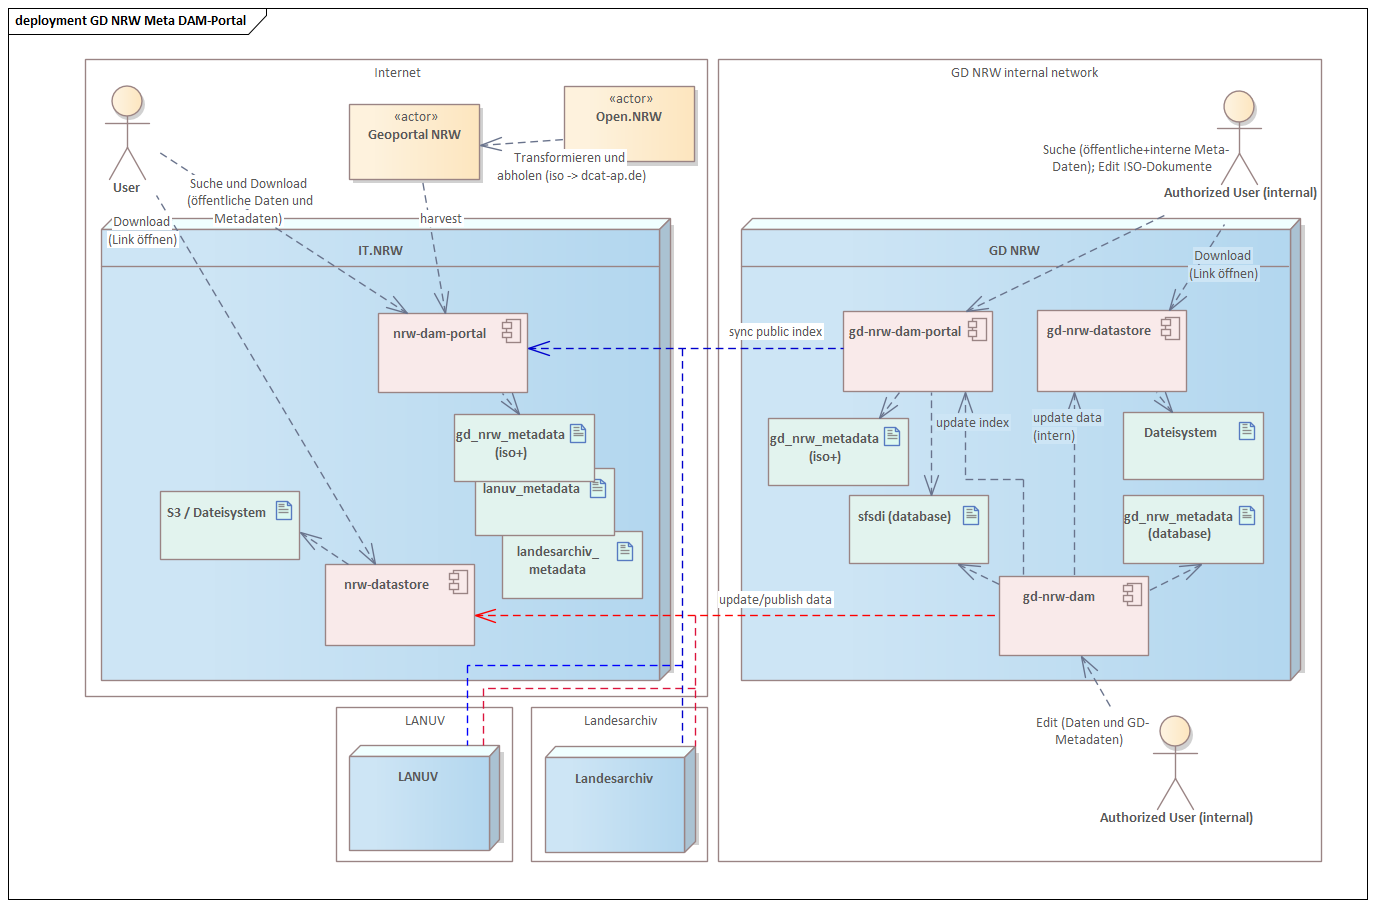 deployment GD NRW Meta DAM-Portal
Internet
User
«actor»
Geoportal NRW
«actor»
Open.NRW
Transformieren und
abholen (iso -> dcat-ap.de)
Suche und Download
(öffentliche Daten und
Metadaten)
Download
(Link öffnen)
harvest
IT.NRW
nrw-dam-portal
gd_nrw_metadata
(iso+)
lanuv_metadata
landesarchiv_
metadata
S3 / Dateisystem
nrw-datastore
GD NRW internal network
Suche (öffentliche+interne Meta-
Daten); Edit ISO-Dokumente
Authorized User (internal)
GD NRW
Download
(Link öffnen)
sync public index
gd-nrw-dam-portal
gd-nrw-datastore
update index
update data
(intern)
gd_nrw_metadata
(iso+)
Dateisystem
sfsdi (database)
gd_nrw_metadata
(database)
gd-nrw-dam
update/publish data
Edit (Daten und GD-
Metadaten)
Authorized User (internal)
LANUV
LANUV
Landesarchiv
Landesarchiv